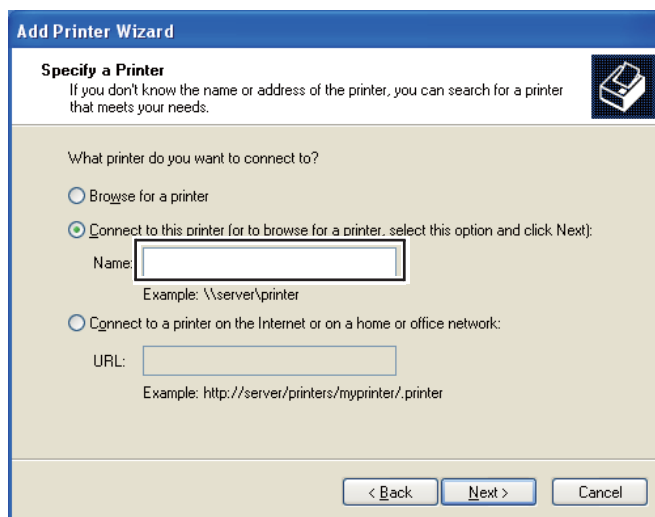 Add Printer Wizard
Specify a Printer
If you don't know the name or address of the printer, you can search for a printer
that meets your needs.
What printer do you want to connect to?
Browse for a printer
Connect to this printer (or to browse for a printer, select this option and click Next):
Name:
Example: \\server\printer
Connect to a printer on the Internet or on a home or office network:
URL:
Example: http://server/printers/myprinter/.printer
< Back Next > Cancel